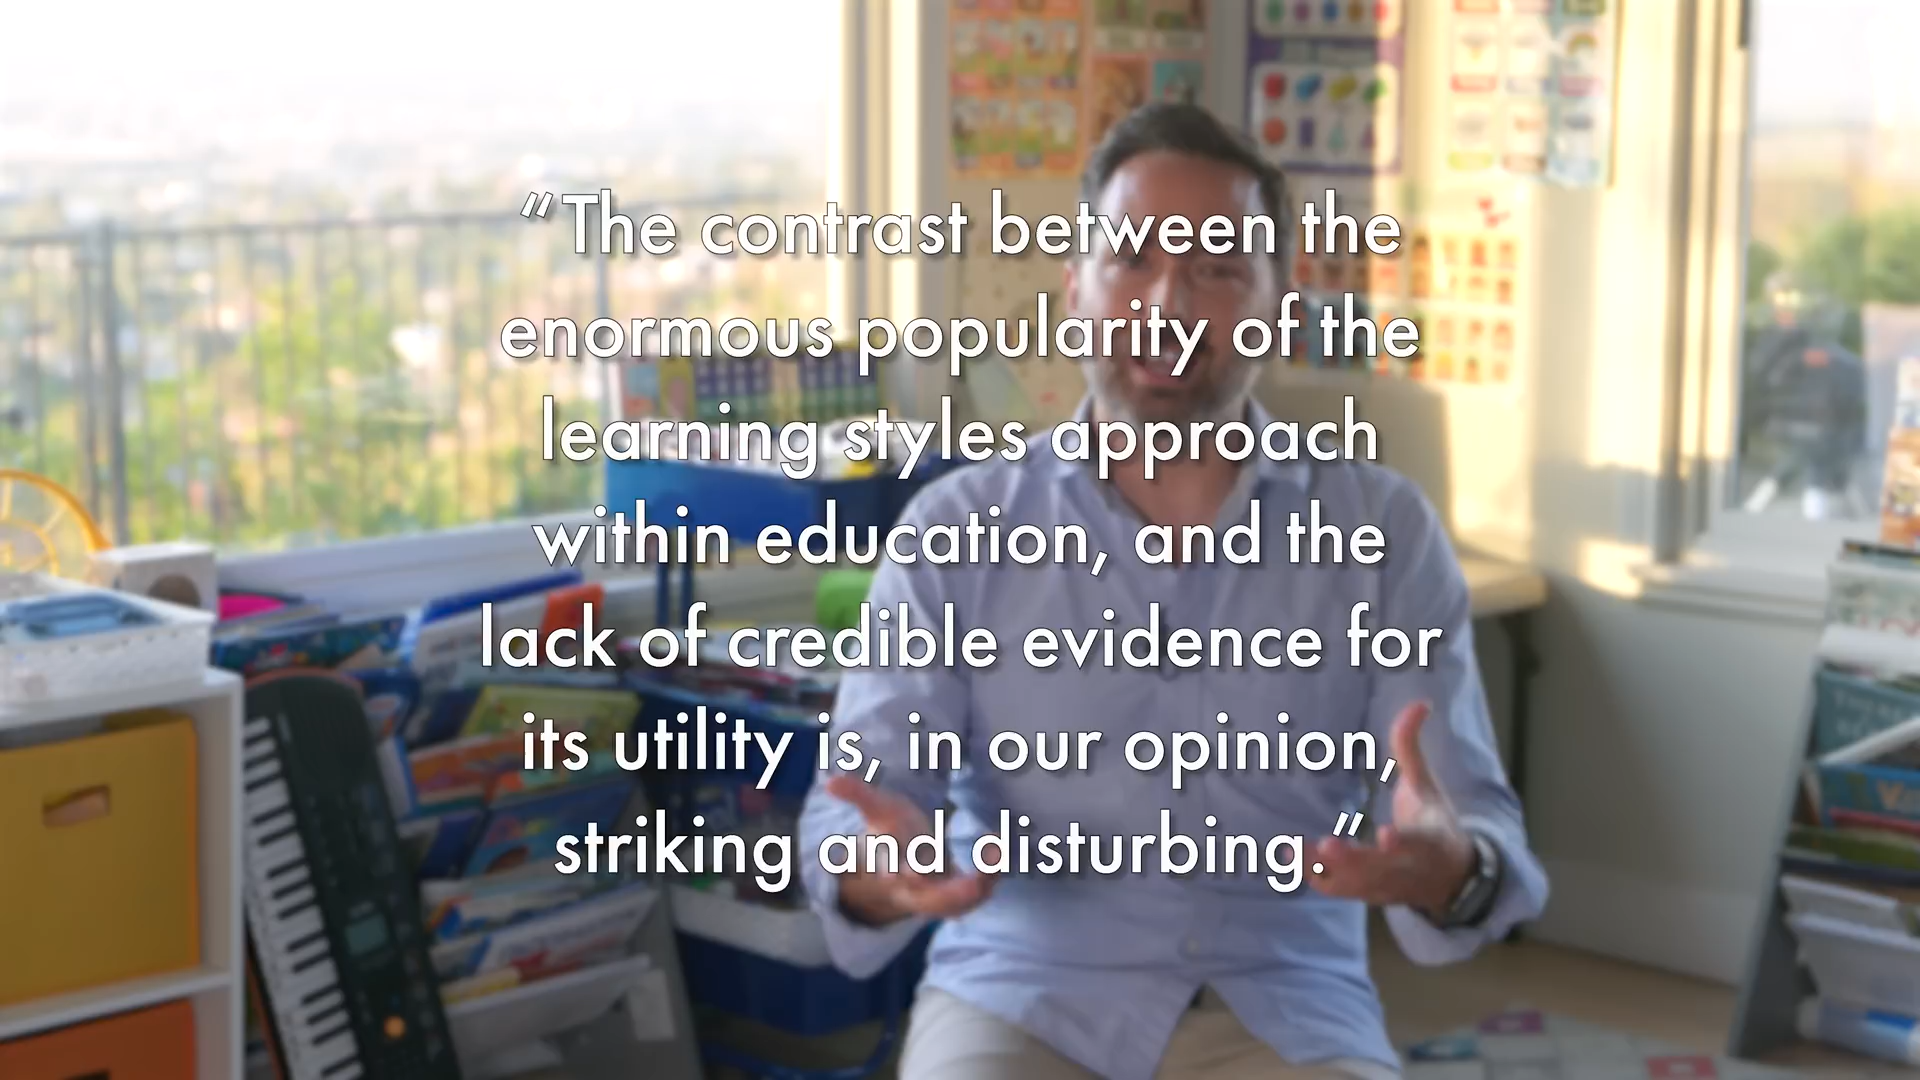 “The contrast between the
enormous popularity of the
learning styles approach
within education, and the
lack of credible evidence for
its utility is, in our opinion,
striking and disturbing.”